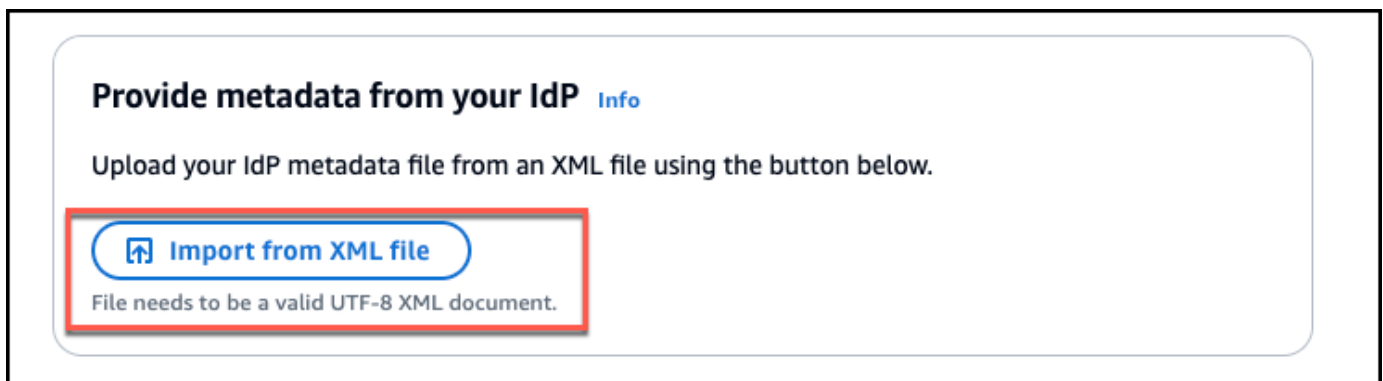 Provide metadata from your IdP Info
Upload your IdP metadata file from an XML file using the button below.
Import from XML file
File needs to be a valid UTF-8 XML document.